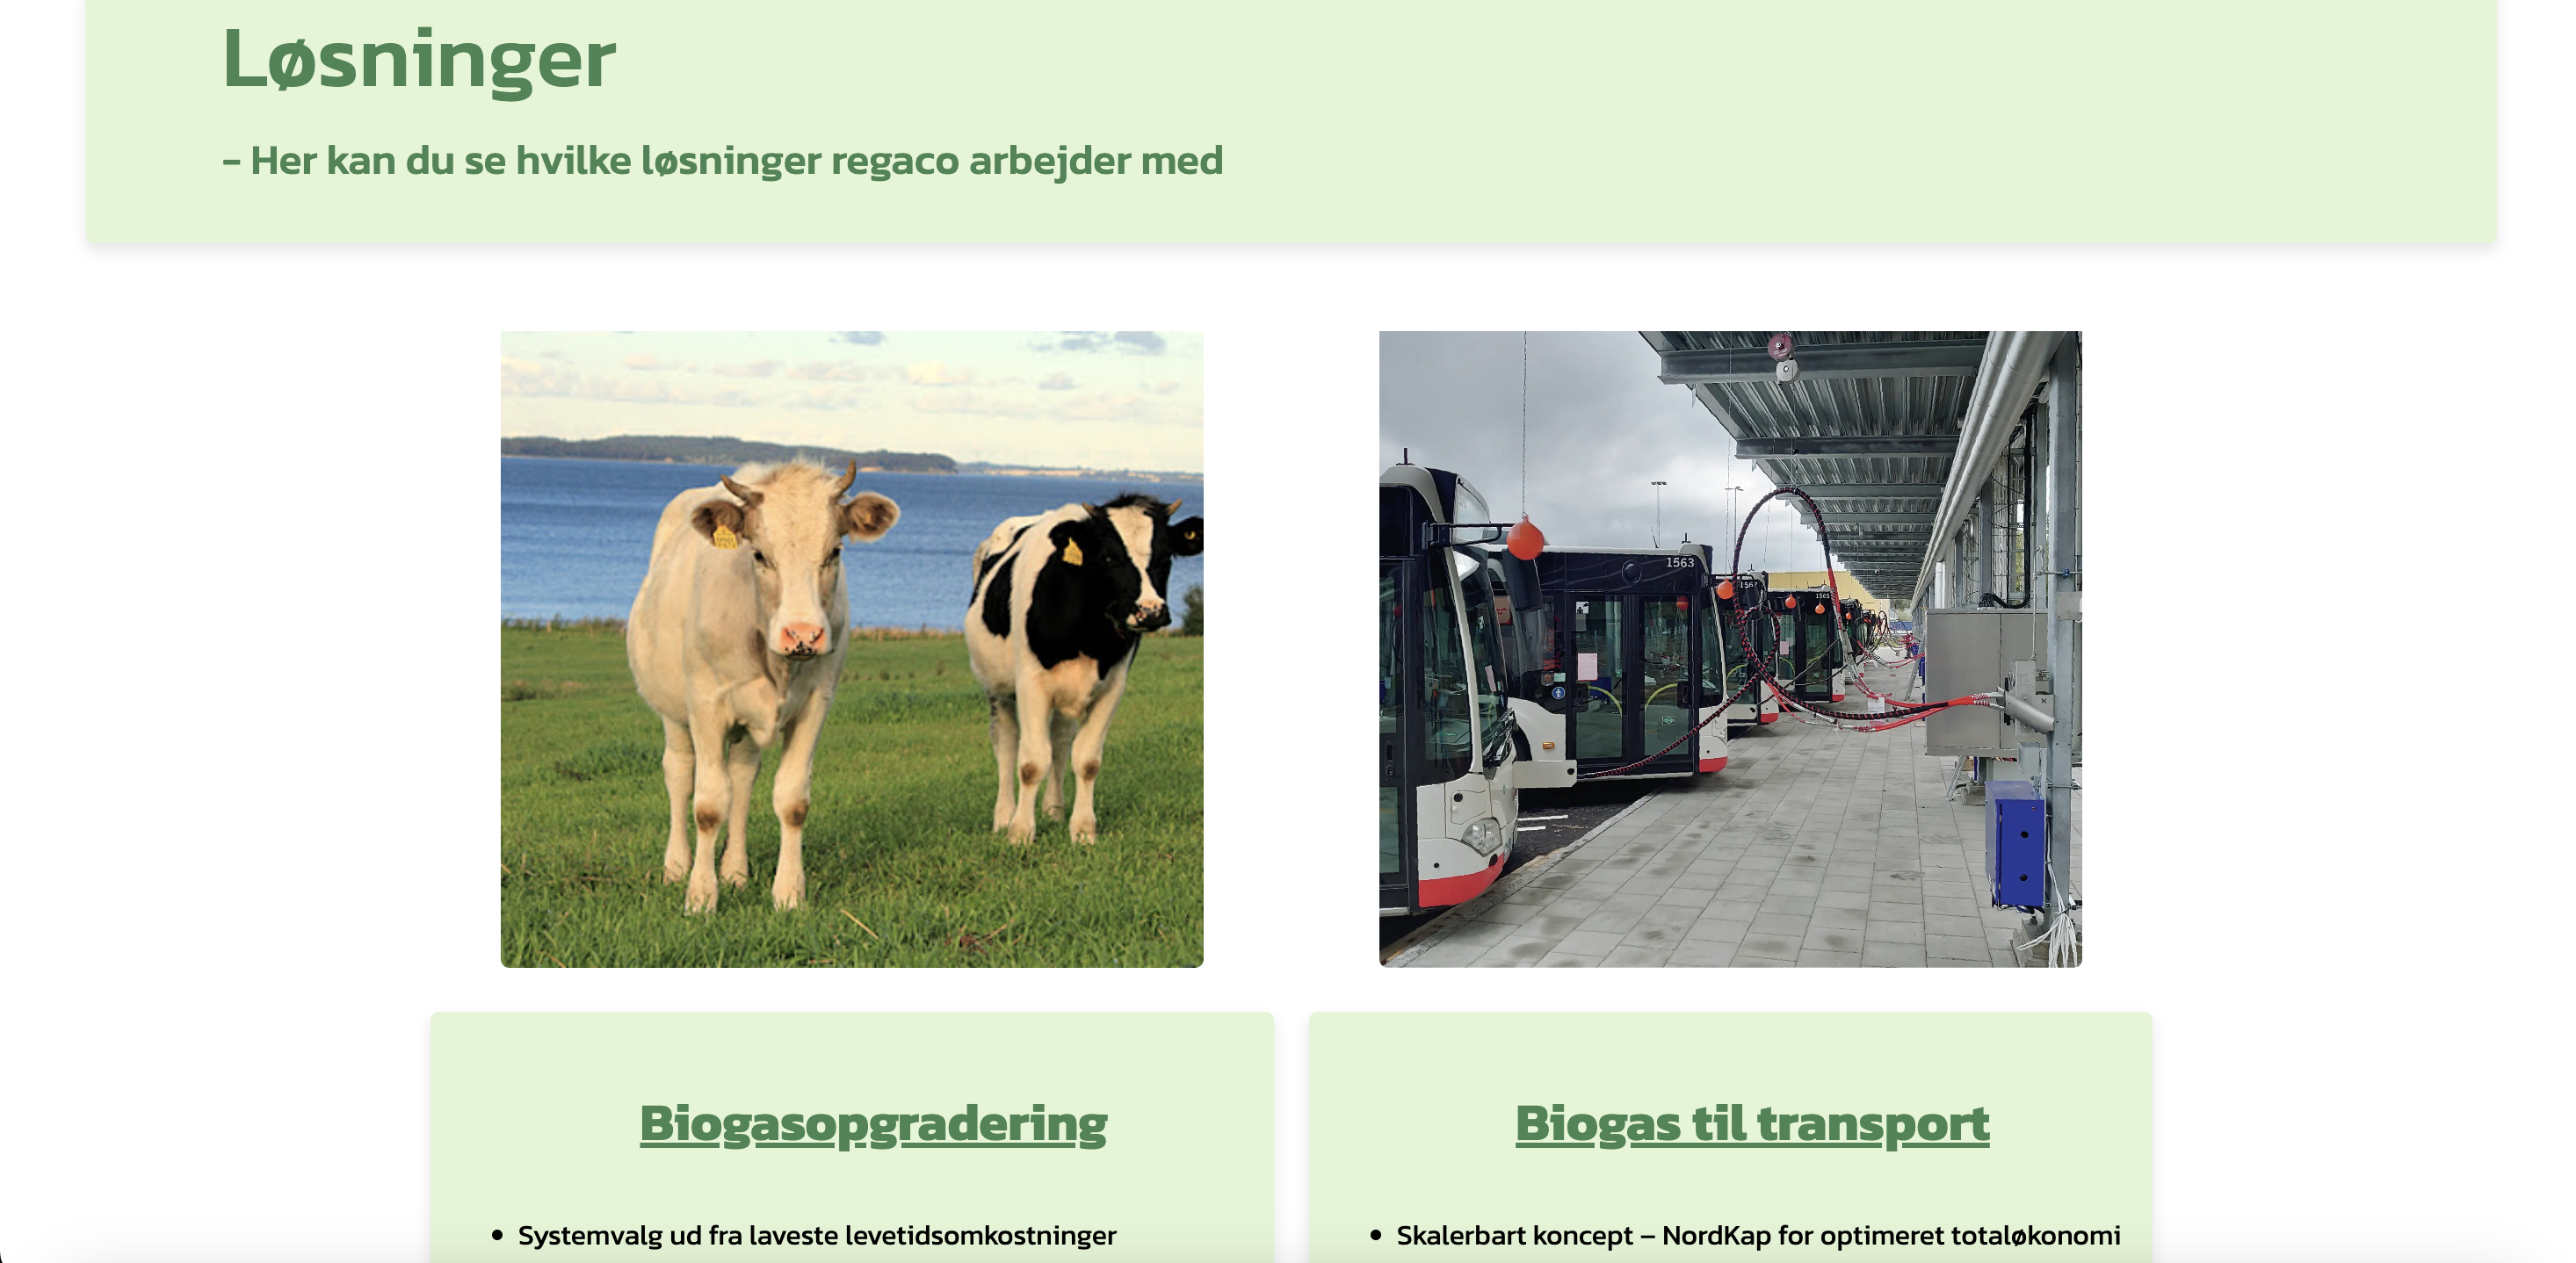 Løsninger
– Her kan du se hvilke løsninger regaco arbejder med
1563
Biogasopgradering
Biogas til transport
• Systemvalg ud fra laveste levetidsomkostninger
• Skalerbart koncept – NordKap for optimeret totaløkonomi